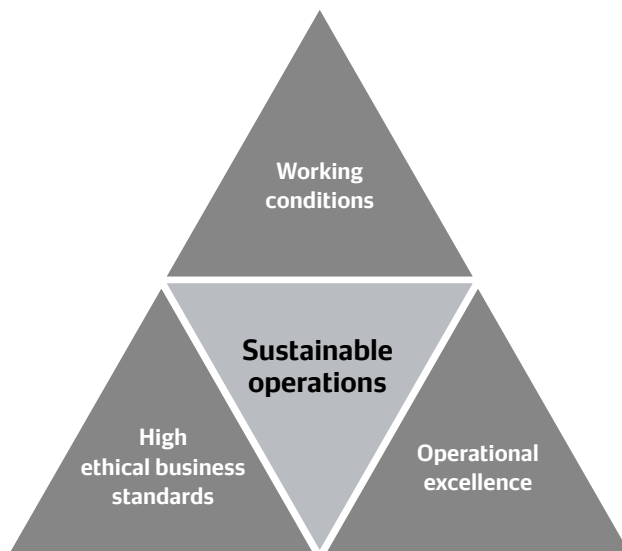 Working
conditions
Sustainable
operations
High
ethical business
standards
Operational
excellence